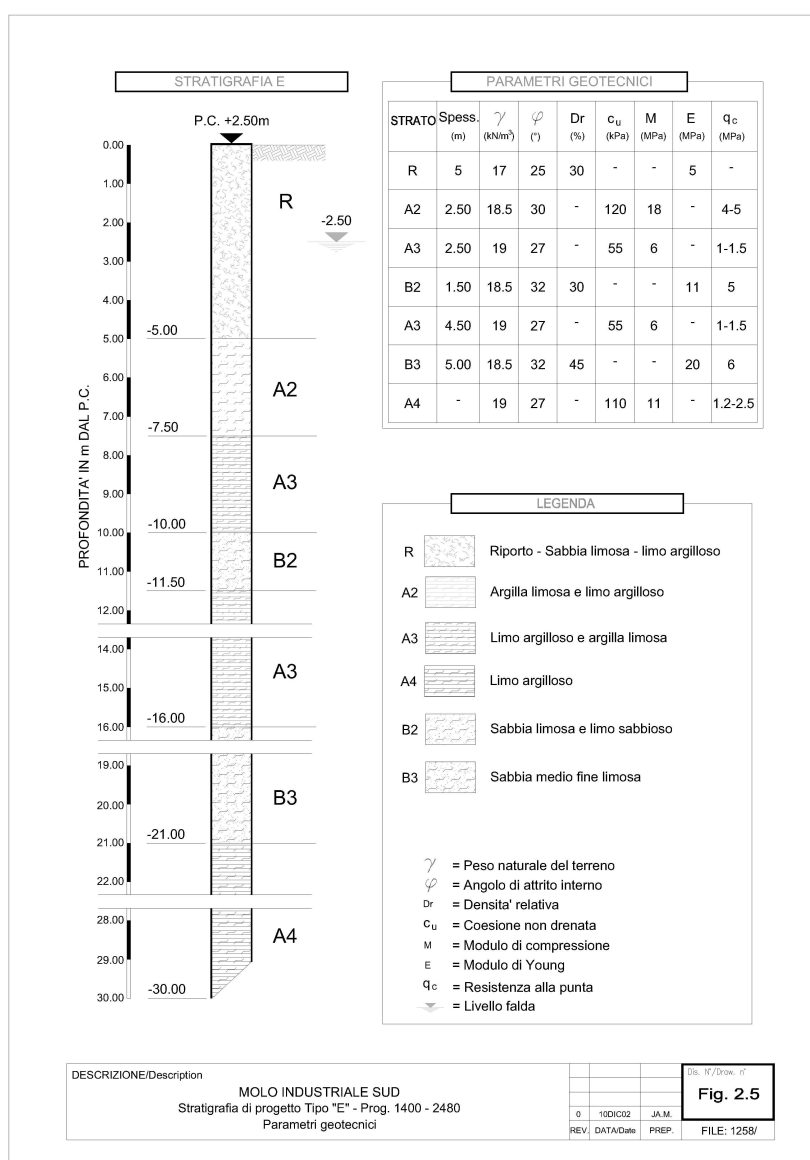 STRATIGRAFIA E
P.C. +2.50m
PROFONDITA' IN m DAL P.C.
0.00
1.00
2.00
3.00
4.00
5.00
6.00
7.00
8.00
9.00
10.00
11.00
12.00
14.00
15.00
16.00
19.00
20.00
21.00
22.00
28.00
29.00
30.00
-5.00
-7.50
-10.00
-11.50
-16.00
-21.00
-30.00
R
-2.50
A2
A3
B2
A3
B3
A4
PARAMETRI GEOTECNICI
STRATO Spess. (m) γ (kN/m³) φ (°) Dr (%) cu (kPa) M (MPa) E (MPa) qc (MPa)
R 5 17 25 30 - - 5 -
A2 2.50 18.5 30 - 120 18 - 4-5
A3 2.50 19 27 - 55 6 - 1-1.5
B2 1.50 18.5 32 30 - - 11 5
A3 4.50 19 27 - 55 6 - 1-1.5
B3 5.00 18.5 32 45 - - 20 6
A4 - 19 27 - 110 11 - 1.2-2.5
LEGENDA
R Riporto - Sabbia limosa - limo argilloso
A2 Argilla limosa e limo argilloso
A3 Limo argilloso e argilla limosa
A4 Limo argilloso
B2 Sabbia limosa e limo sabbioso
B3 Sabbia medio fine limosa
γ = Peso naturale del terreno
φ = Angolo di attrito interno
Dr = Densita' relativa
cu = Coesione non drenata
M = Modulo di compressione
E = Modulo di Young
qc = Resistenza alla punta
= Livello falda
DESCRIZIONE/Description
MOLO INDUSTRIALE SUD
Stratigrafia di progetto Tipo "E" - Prog. 1400 - 2480
Parametri geotecnici
0 10DIC02 JA.M.
REV. DATA/Date PREP.
Dis. N°/Draw. n°
Fig. 2.5
FILE: 1258/